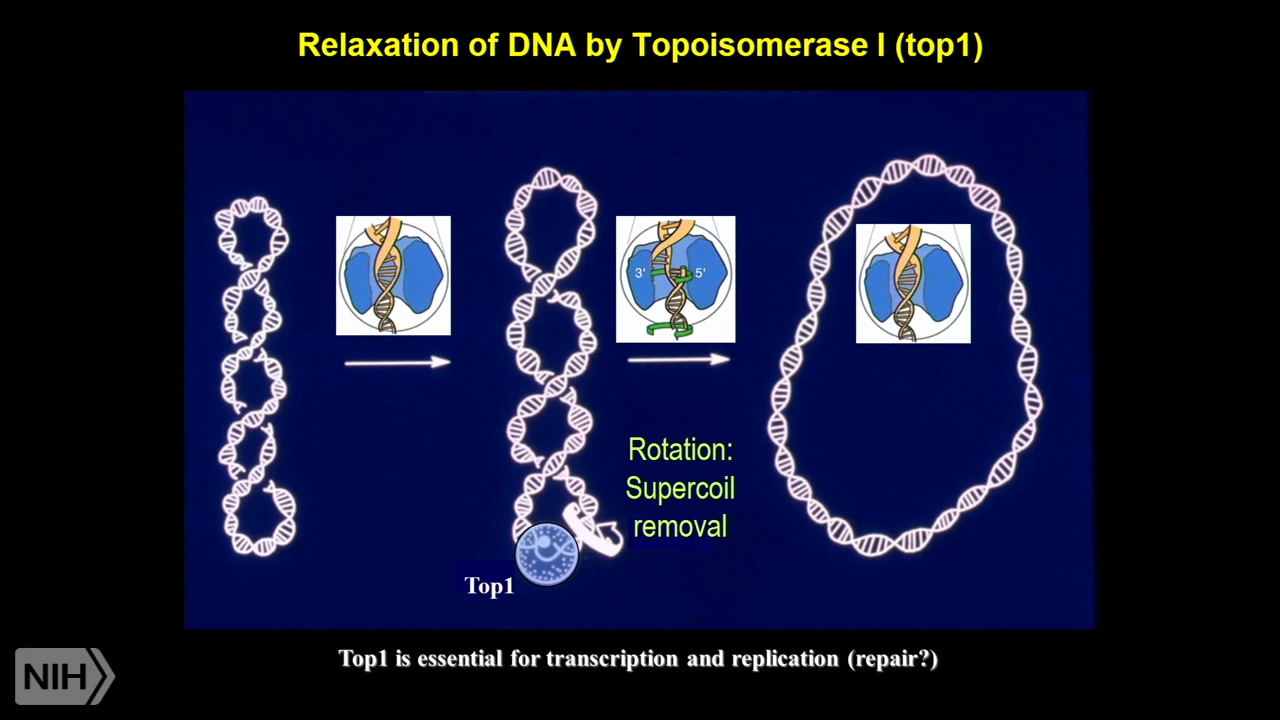 Relaxation of DNA by Topoisomerase I (top1)
3'
5'
Rotation:
Supercoil
removal
Top1
Top1 is essential for transcription and replication (repair?)
NIH